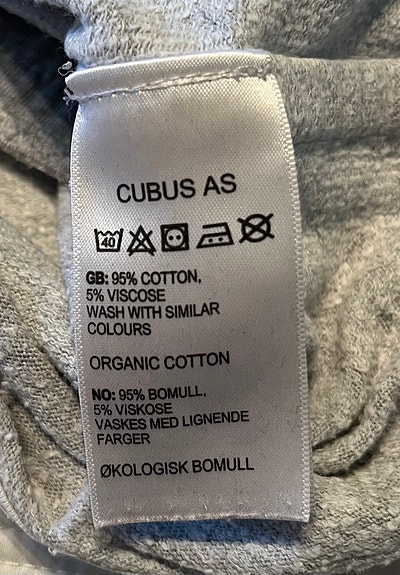 CUBUS AS
40
GB: 95% COTTON,
5% VISCOSE
WASH WITH SIMILAR
COLOURS
ORGANIC COTTON
NO: 95% BOMULL,
5% VISKOSE
VASKES MED LIGNENDE
FARGER
ØKOLOGISK BOMULL